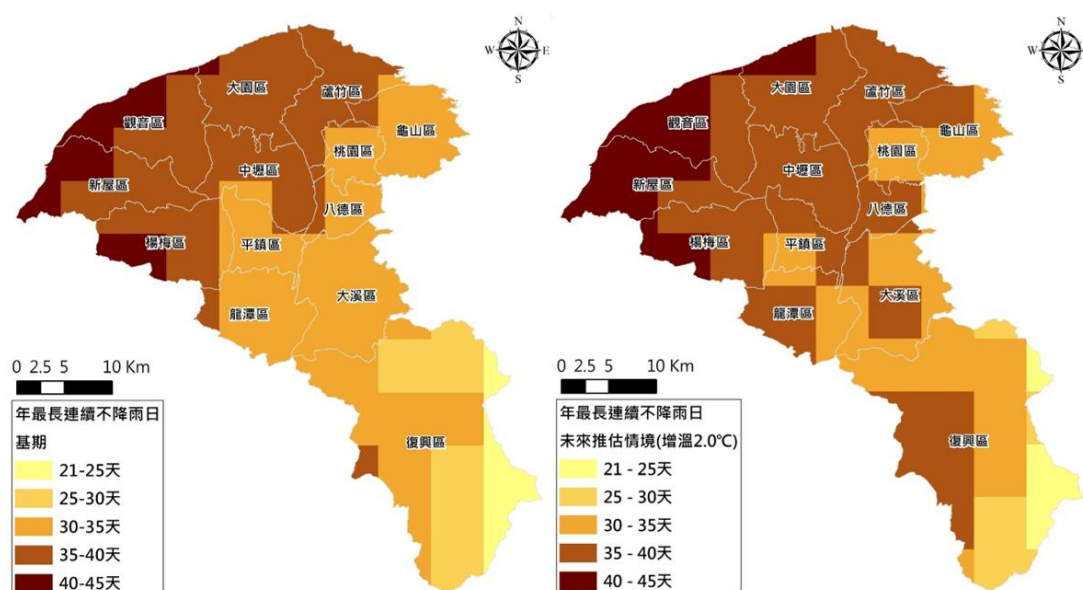 N
W E
S
大園區
蘆竹區
觀音區
龜山區
桃園區
中壢區
新屋區
八德區
楊梅區
平鎮區
大溪區
龍潭區
復興區
0 2.5 5 10 Km
年最長連續不降雨日
基期
21-25天
25-30天
30-35天
35-40天
40-45天
N
W E
S
大園區
蘆竹區
觀音區
龜山區
桃園區
中壢區
新屋區
八德區
楊梅區
平鎮區
大溪區
龍潭區
復興區
0 2.5 5 10 Km
年最長連續不降雨日
未來推估情境(增溫2.0℃)
21 - 25天
25 - 30天
30 - 35天
35 - 40天
40 - 45天